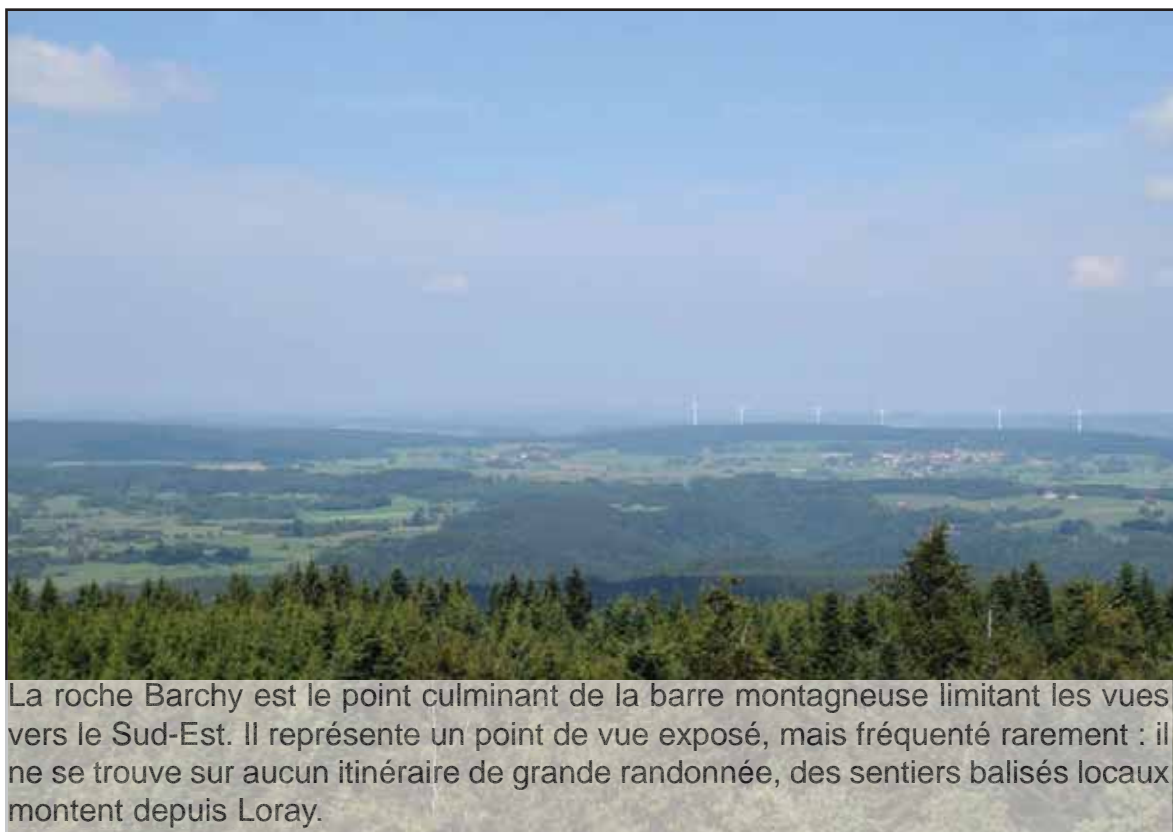 La roche Barchy est le point culminant de la barre montagneuse limitant les vues
vers le Sud-Est. Il représente un point de vue exposé, mais fréquenté rarement : il
ne se trouve sur aucun itinéraire de grande randonnée, des sentiers balisés locaux
montent depuis Loray.